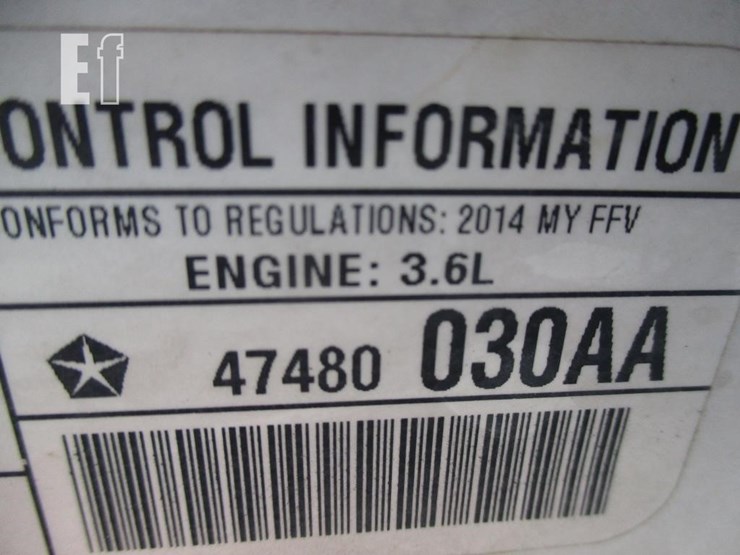 Ef
ONTROL INFORMATION
ONFORMS TO REGULATIONS: 2014 MY FFV
ENGINE: 3.6L
47480 030AA